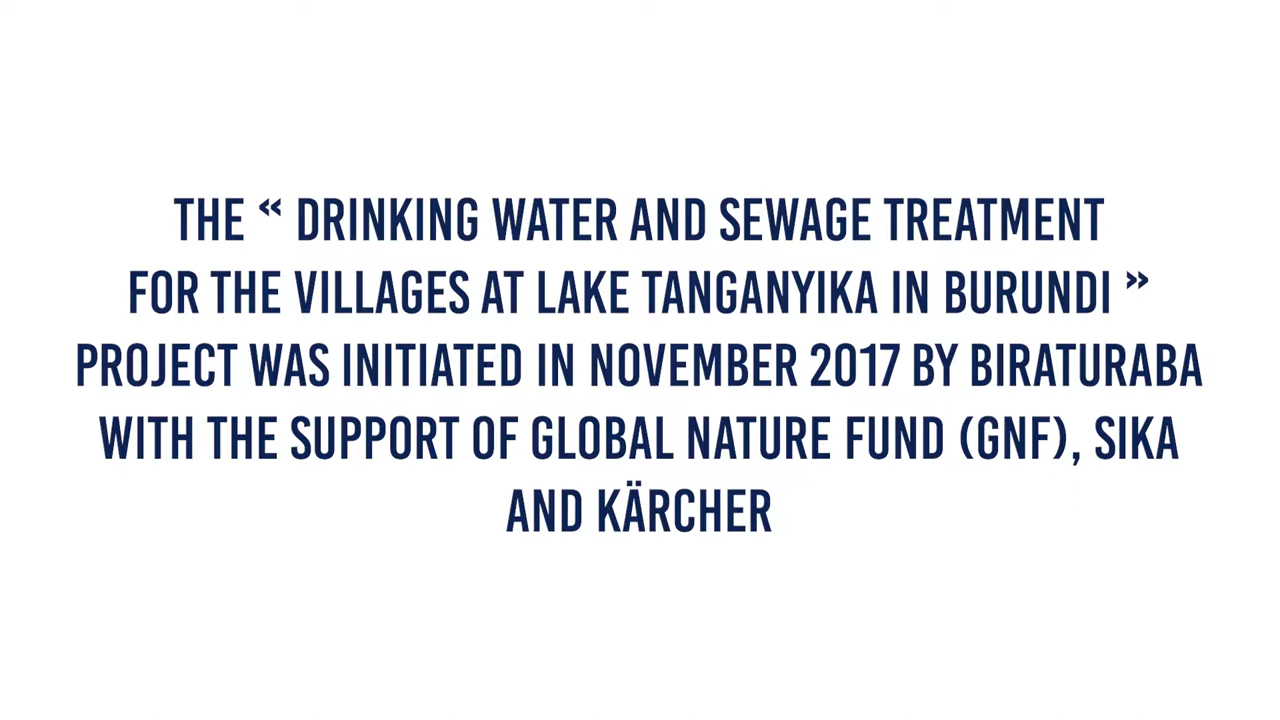 THE « DRINKING WATER AND SEWAGE TREATMENT
FOR THE VILLAGES AT LAKE TANGANYIKA IN BURUNDI »
PROJECT WAS INITIATED IN NOVEMBER 2017 BY BIRATURABA
WITH THE SUPPORT OF GLOBAL NATURE FUND (GNF), SIKA
AND KÄRCHER